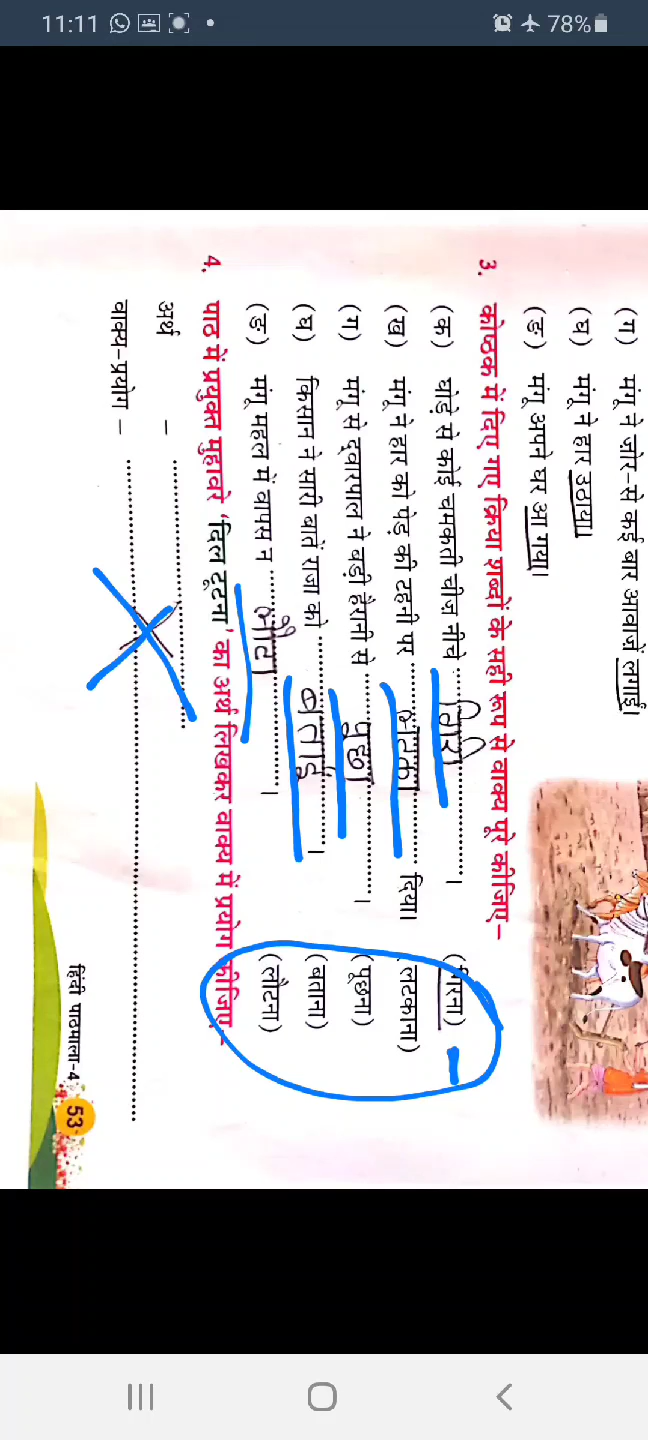 11:11
78%
(ग) मंगू ने जोर-से कई बार आवाजें लगाईं।
(घ) मंगू ने हार उठाया।
(ङ) मंगू अपने घर आ गया।
3. कोष्ठक में दिए गए क्रिया शब्दों के सही रूप से वाक्य पूरे कीजिए–
(क) घोड़े से कोई चमकती चीज नीचे ........ गिरी ........। (गिरना)
(ख) मंगू ने हार को पेड़ की टहनी पर ........ लटका ........ दिया। (लटकाना)
(ग) मंगू से द्वारपाल ने बड़ी हैरानी से ........ पूछा ........। (पूछना)
(घ) किसान ने सारी बातें राजा को ........ बताई ........। (बताना)
(ङ) मंगू महल में वापस न ........ लौटा ........। (लौटना)
4. पाठ में प्रयुक्त मुहावरे 'दिल टूटना' का अर्थ लिखकर वाक्य में प्रयोग कीजिए–
अर्थ – ........
वाक्य-प्रयोग – ........
हिंदी पाठमाला-4 53